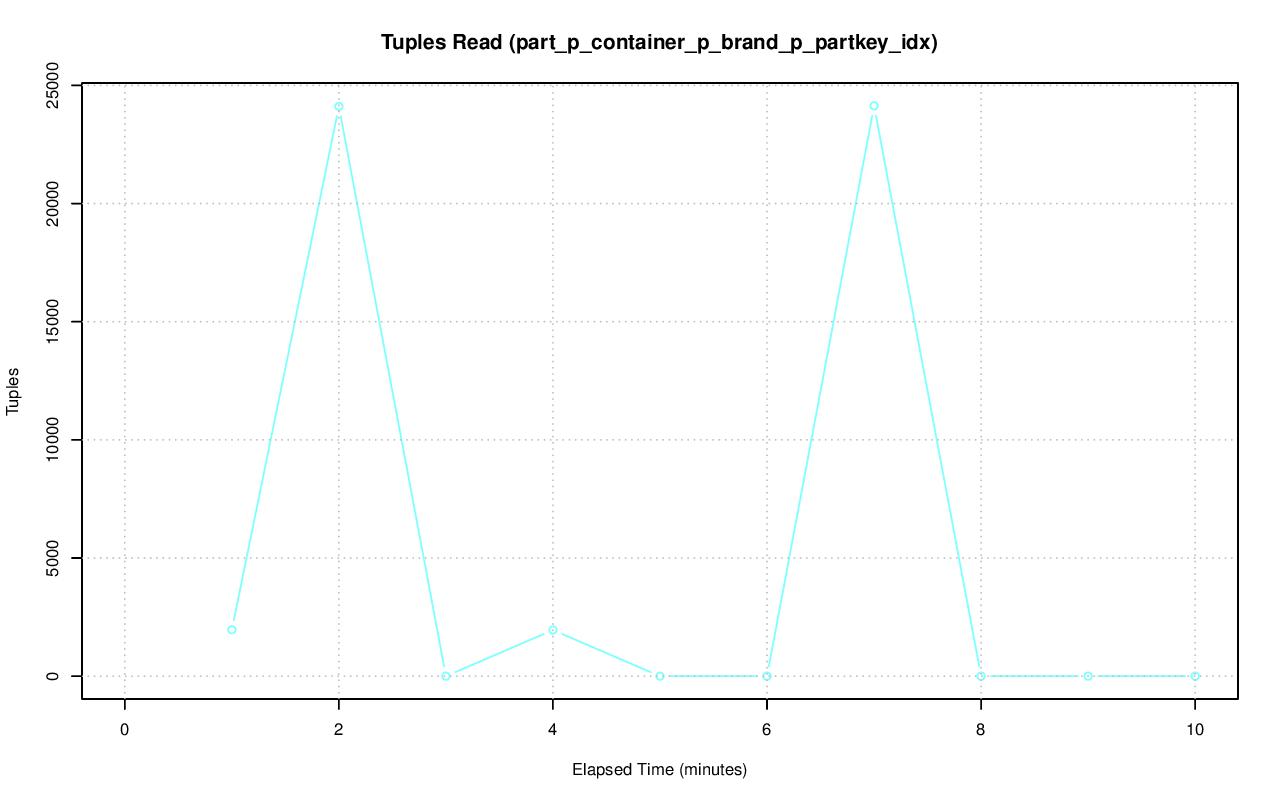 Tuples Read (part_p_container_p_brand_p_partkey_idx)
25000
20000
15000
10000
5000
0
Tuples
0 2 4 6 8 10
Elapsed Time (minutes)